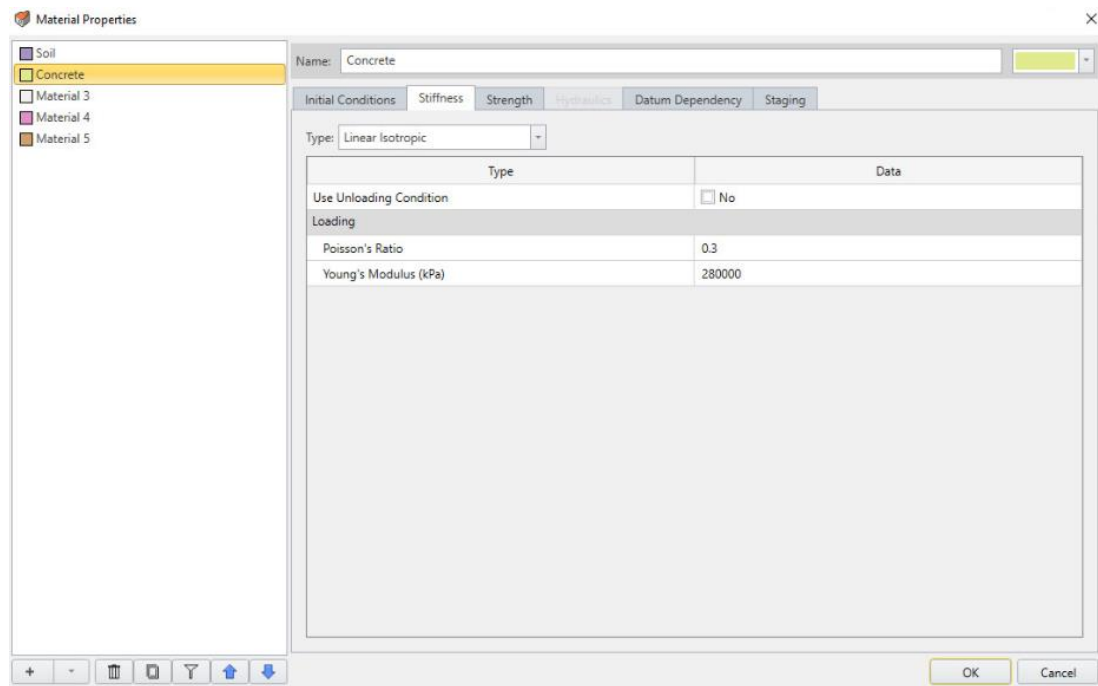 Material Properties
Soil
Concrete
Material 3
Material 4
Material 5
Name: Concrete
Initial Conditions Stiffness Strength Hydraulics Datum Dependency Staging
Type: Linear Isotropic
Type Data
Use Unloading Condition No
Loading
Poisson's Ratio 0.3
Young's Modulus (kPa) 280000
OK Cancel